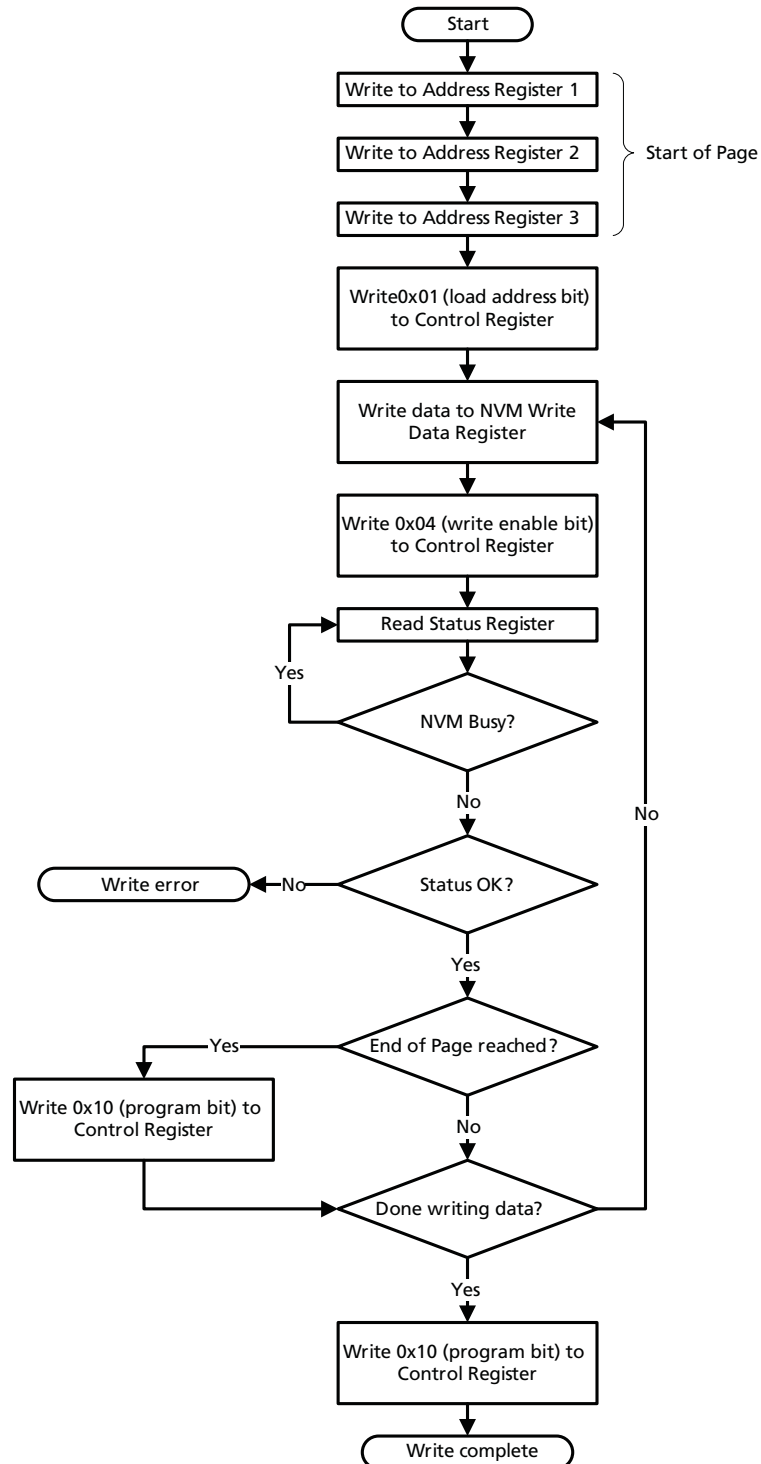 Start
Write to Address Register 1
Write to Address Register 2
Start of Page
Write to Address Register 3
Write0x01 (load address bit)
to Control Register
Write data to NVM Write
Data Register
Write 0x04 (write enable bit)
to Control Register
Read Status Register
Yes
NVM Busy?
No
No
Write error
No
Status OK?
Yes
Yes
End of Page reached?
Write 0x10 (program bit) to
Control Register
No
Done writing data?
Yes
Write 0x10 (program bit) to
Control Register
Write complete